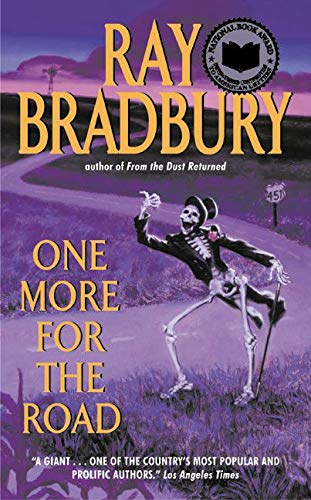 RAY
BRADBURY
NATIONAL BOOK AWARD
author of From the Dust Returned
451
ONE
MORE
FOR THE
ROAD
“A GIANT . . . ONE OF THE COUNTRY’S MOST POPULAR AND
PROLIFIC AUTHORS.” Los Angeles Times